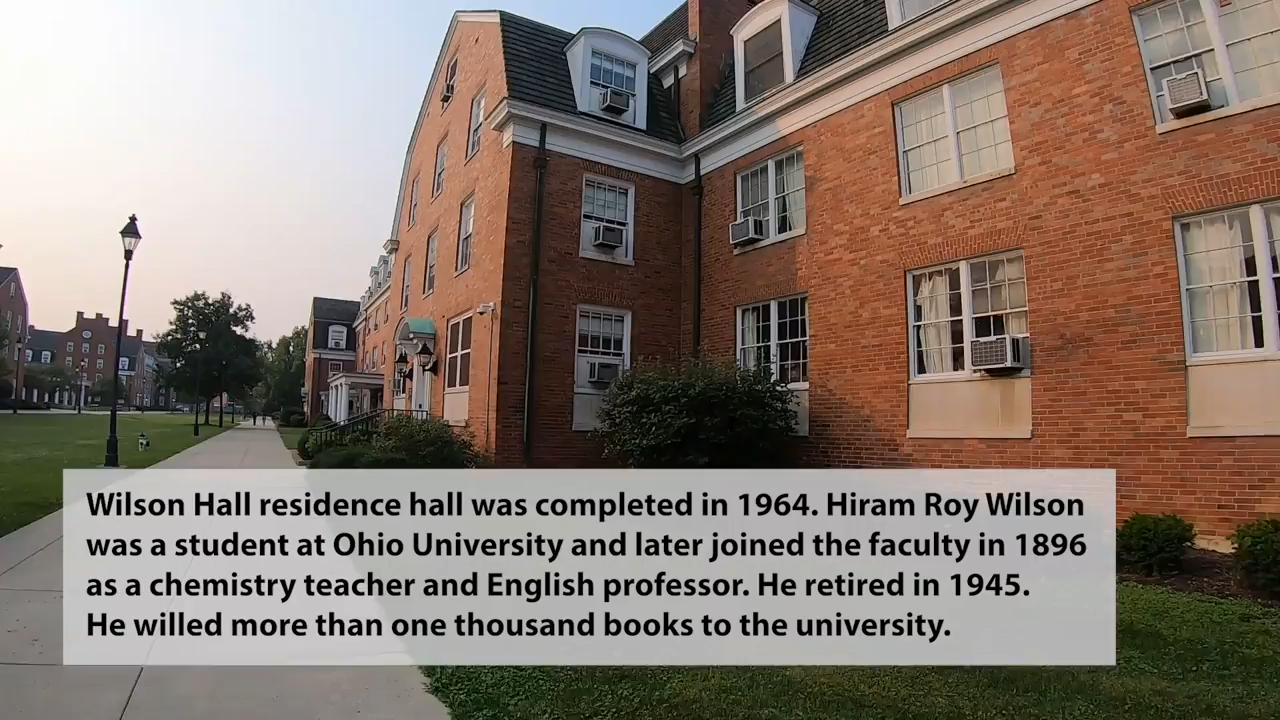 Wilson Hall residence hall was completed in 1964. Hiram Roy Wilson
was a student at Ohio University and later joined the faculty in 1896
as a chemistry teacher and English professor. He retired in 1945.
He willed more than one thousand books to the university.